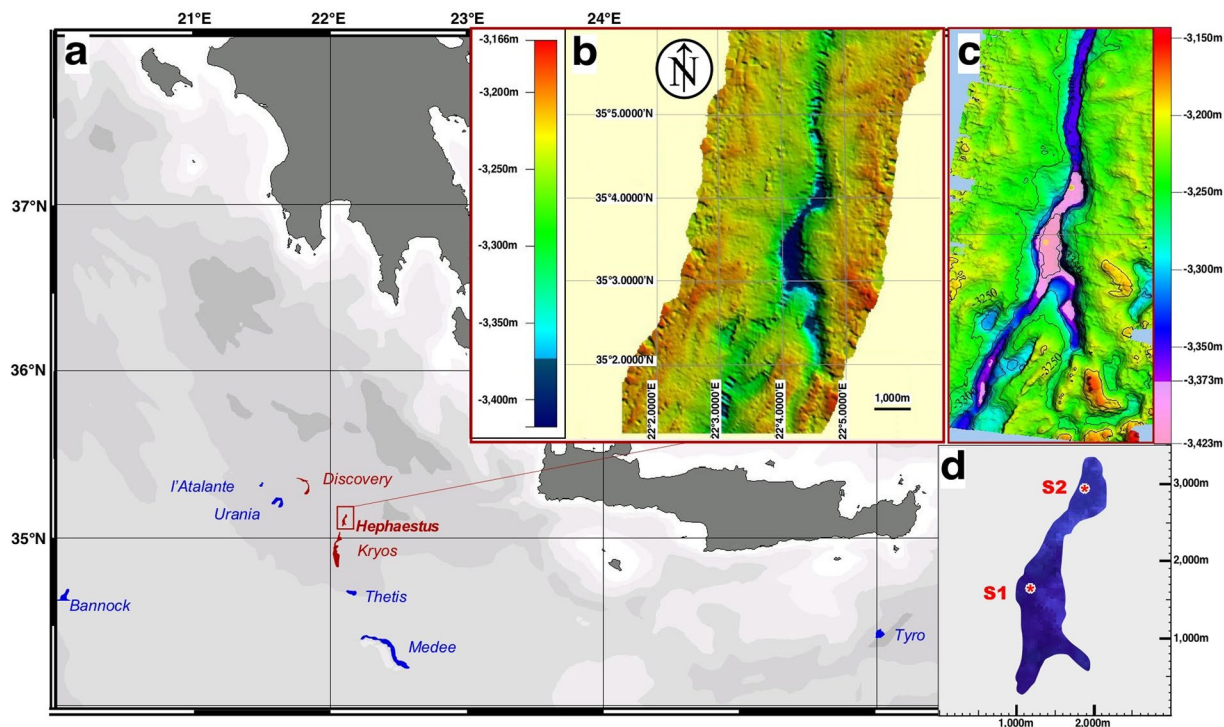 21°E 22°E 23°E 24°E
a
37°N
36°N
35°N
l'Atalante
Urania
Discovery
Hephaestus
Kryos
Bannock
Thetis
Medee
Tyro
-3,166m
-3,200m
-3,250m
-3,300m
-3,350m
-3,400m
b
N
35°5.0000'N
35°4.0000'N
35°3.0000'N
35°2.0000'N
22°2.0000'E
22°3.0000'E
22°4.0000'E
22°5.0000'E
1,000m
c
-3,150m
-3,200m
-3,250m
-3,300m
-3,350m
-3,373m
-3,423m
3250
3250
3300
d
S2
S1
3,000m
2,000m
1,000m
1.000m 2.000m